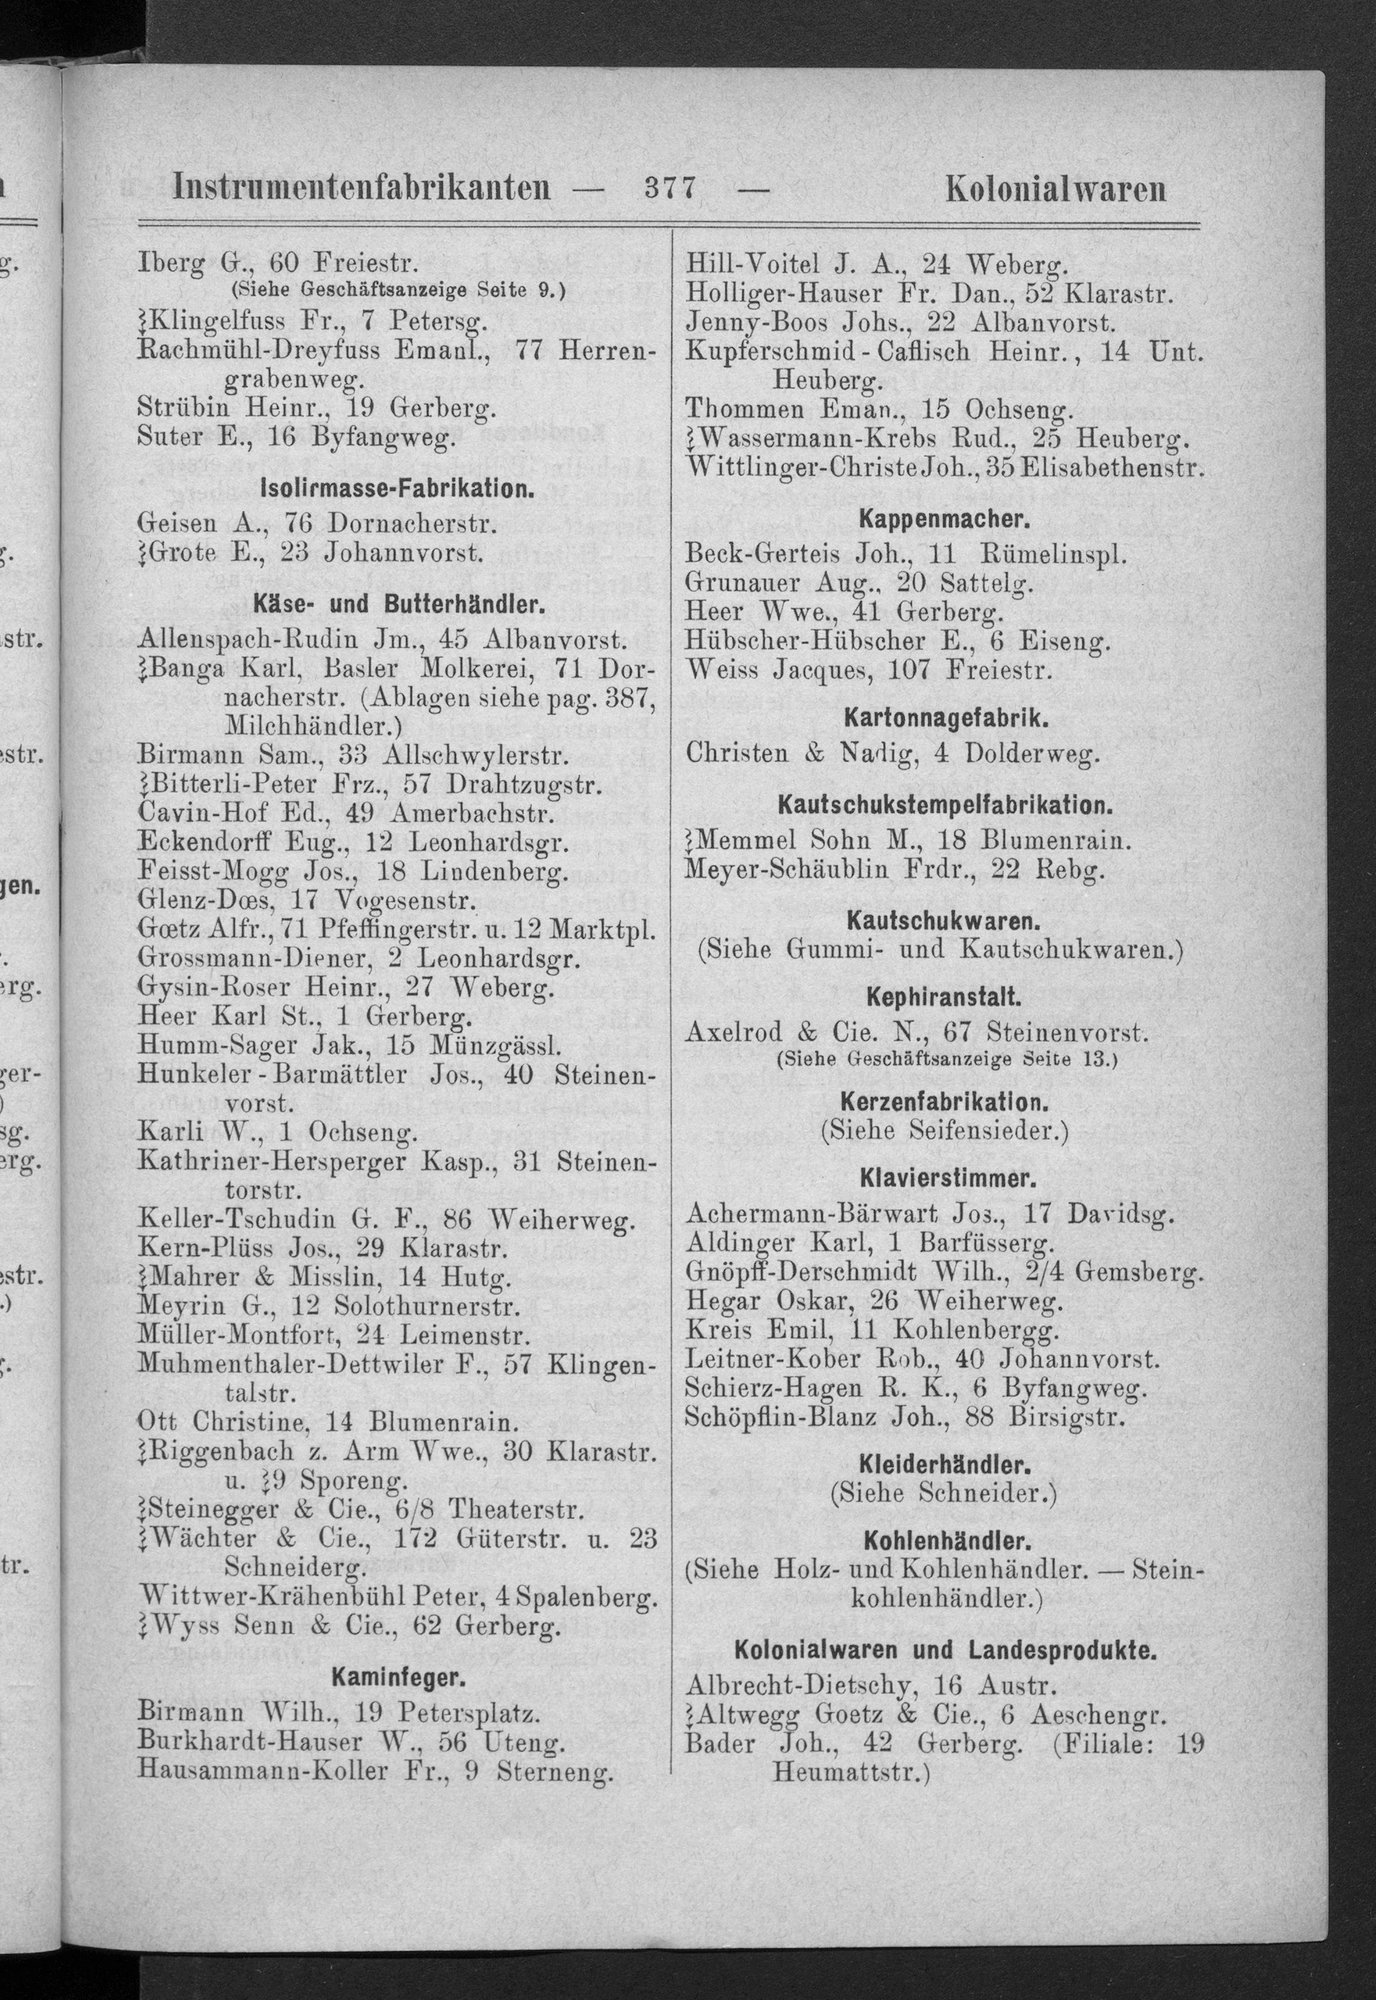 Instrumentenfabrikanten — 377 — Kolonialwaren
Iberg G., 60 Freiestr.
(Siehe Geschäftsanzeige Seite 9.)
⚳Klingelfuss Fr., 7 Petersg.
Rachmühl-Dreyfuss Emanl., 77 Herren-
grabenweg.
Strübin Heinr., 19 Gerberg.
Suter E., 16 Byfangweg.
Isolirmasse-Fabrikation.
Geisen A., 76 Dornacherstr.
⚳Grote E., 23 Johannvorst.
Käse- und Butterhändler.
Allenspach-Rudin Jm., 45 Albanvorst.
⚳Banga Karl, Basler Molkerei, 71 Dor-
nacherstr. (Ablagen siehe pag. 387,
Milchhändler.)
Birmann Sam., 33 Allschwylerstr.
⚳Bitterli-Peter Frz., 57 Drahtzugstr.
Cavin-Hof Ed., 49 Amerbachstr.
Eckendorff Eug., 12 Leonhardsgr.
Feisst-Mogg Jos., 18 Lindenberg.
Glenz-Dœs, 17 Vogesenstr.
Gœtz Alfr., 71 Pfeffingerstr. u. 12 Marktpl.
Grossmann-Diener, 2 Leonhardsgr.
Gysin-Roser Heinr., 27 Weberg.
Heer Karl St., 1 Gerberg.
Humm-Sager Jak., 15 Münzgässl.
Hunkeler-Barmättler Jos., 40 Steinen-
vorst.
Karli W., 1 Ochseng.
Kathriner-Hersperger Kasp., 31 Steinen-
torstr.
Keller-Tschudin G. F., 86 Weiherweg.
Kern-Plüss Jos., 29 Klarastr.
⚳Mahrer & Misslin, 14 Hutg.
Meyrin G., 12 Solothurnerstr.
Müller-Montfort, 24 Leimenstr.
Muhmenthaler-Dettwiler F., 57 Klingen-
talstr.
Ott Christine, 14 Blumenrain.
⚳Riggenbach z. Arm Wwe., 30 Klarastr.
u. ⚳9 Sporeng.
⚳Steinegger & Cie., 6/8 Theaterstr.
⚳Wächter & Cie., 172 Güterstr. u. 23
Schneiderg.
Wittwer-Krähenbühl Peter, 4 Spalenberg.
⚳Wyss Senn & Cie., 62 Gerberg.
Kaminfeger.
Birmann Wilh., 19 Petersplatz.
Burkhardt-Hauser W., 56 Uteng.
Hausammann-Koller Fr., 9 Sterneng.
Hill-Voitel J. A., 24 Weberg.
Holliger-Hauser Fr. Dan., 52 Klarastr.
Jenny-Boos Johs., 22 Albanvorst.
Kupferschmid-Caflisch Heinr., 14 Unt.
Heuberg.
Thommen Eman., 15 Ochseng.
⚳Wassermann-Krebs Rud., 25 Heuberg.
Wittlinger-Christe Joh., 35 Elisabethenstr.
Kappenmacher.
Beck-Gerteis Joh., 11 Rümelinspl.
Grunauer Aug., 20 Sattelg.
Heer Wwe., 41 Gerberg.
Hübscher-Hübscher E., 6 Eiseng.
Weiss Jacques, 107 Freiestr.
Kartonnagefabrik.
Christen & Nadig, 4 Dolderweg.
Kautschukstempelfabrikation.
⚳Memmel Sohn M., 18 Blumenrain.
Meyer-Schäublin Frdr., 22 Rebg.
Kautschukwaren.
(Siehe Gummi- und Kautschukwaren.)
Kephiranstalt.
Axelrod & Cie. N., 67 Steinenvorst.
(Siehe Geschäftsanzeige Seite 13.)
Kerzenfabrikation.
(Siehe Seifensieder.)
Klavierstimmer.
Achermann-Bärwart Jos., 17 Davidsg.
Aldinger Karl, 1 Barfüsserg.
Gnöpff-Derschmidt Wilh., 2/4 Gemsberg.
Hegar Oskar, 26 Weiherweg.
Kreis Emil, 11 Kohlenbergg.
Leitner-Kober Rob., 40 Johannvorst.
Schierz-Hagen R. K., 6 Byfangweg.
Schöpflin-Blanz Joh., 88 Birsigstr.
Kleiderhändler.
(Siehe Schneider.)
Kohlenhändler.
(Siehe Holz- und Kohlenhändler. — Stein-
kohlenhändler.)
Kolonialwaren und Landesprodukte.
Albrecht-Dietschy, 16 Austr.
⚳Altwegg Goetz & Cie., 6 Aeschengr.
Bader Joh., 42 Gerberg. (Filiale: 19
Heumattstr.)